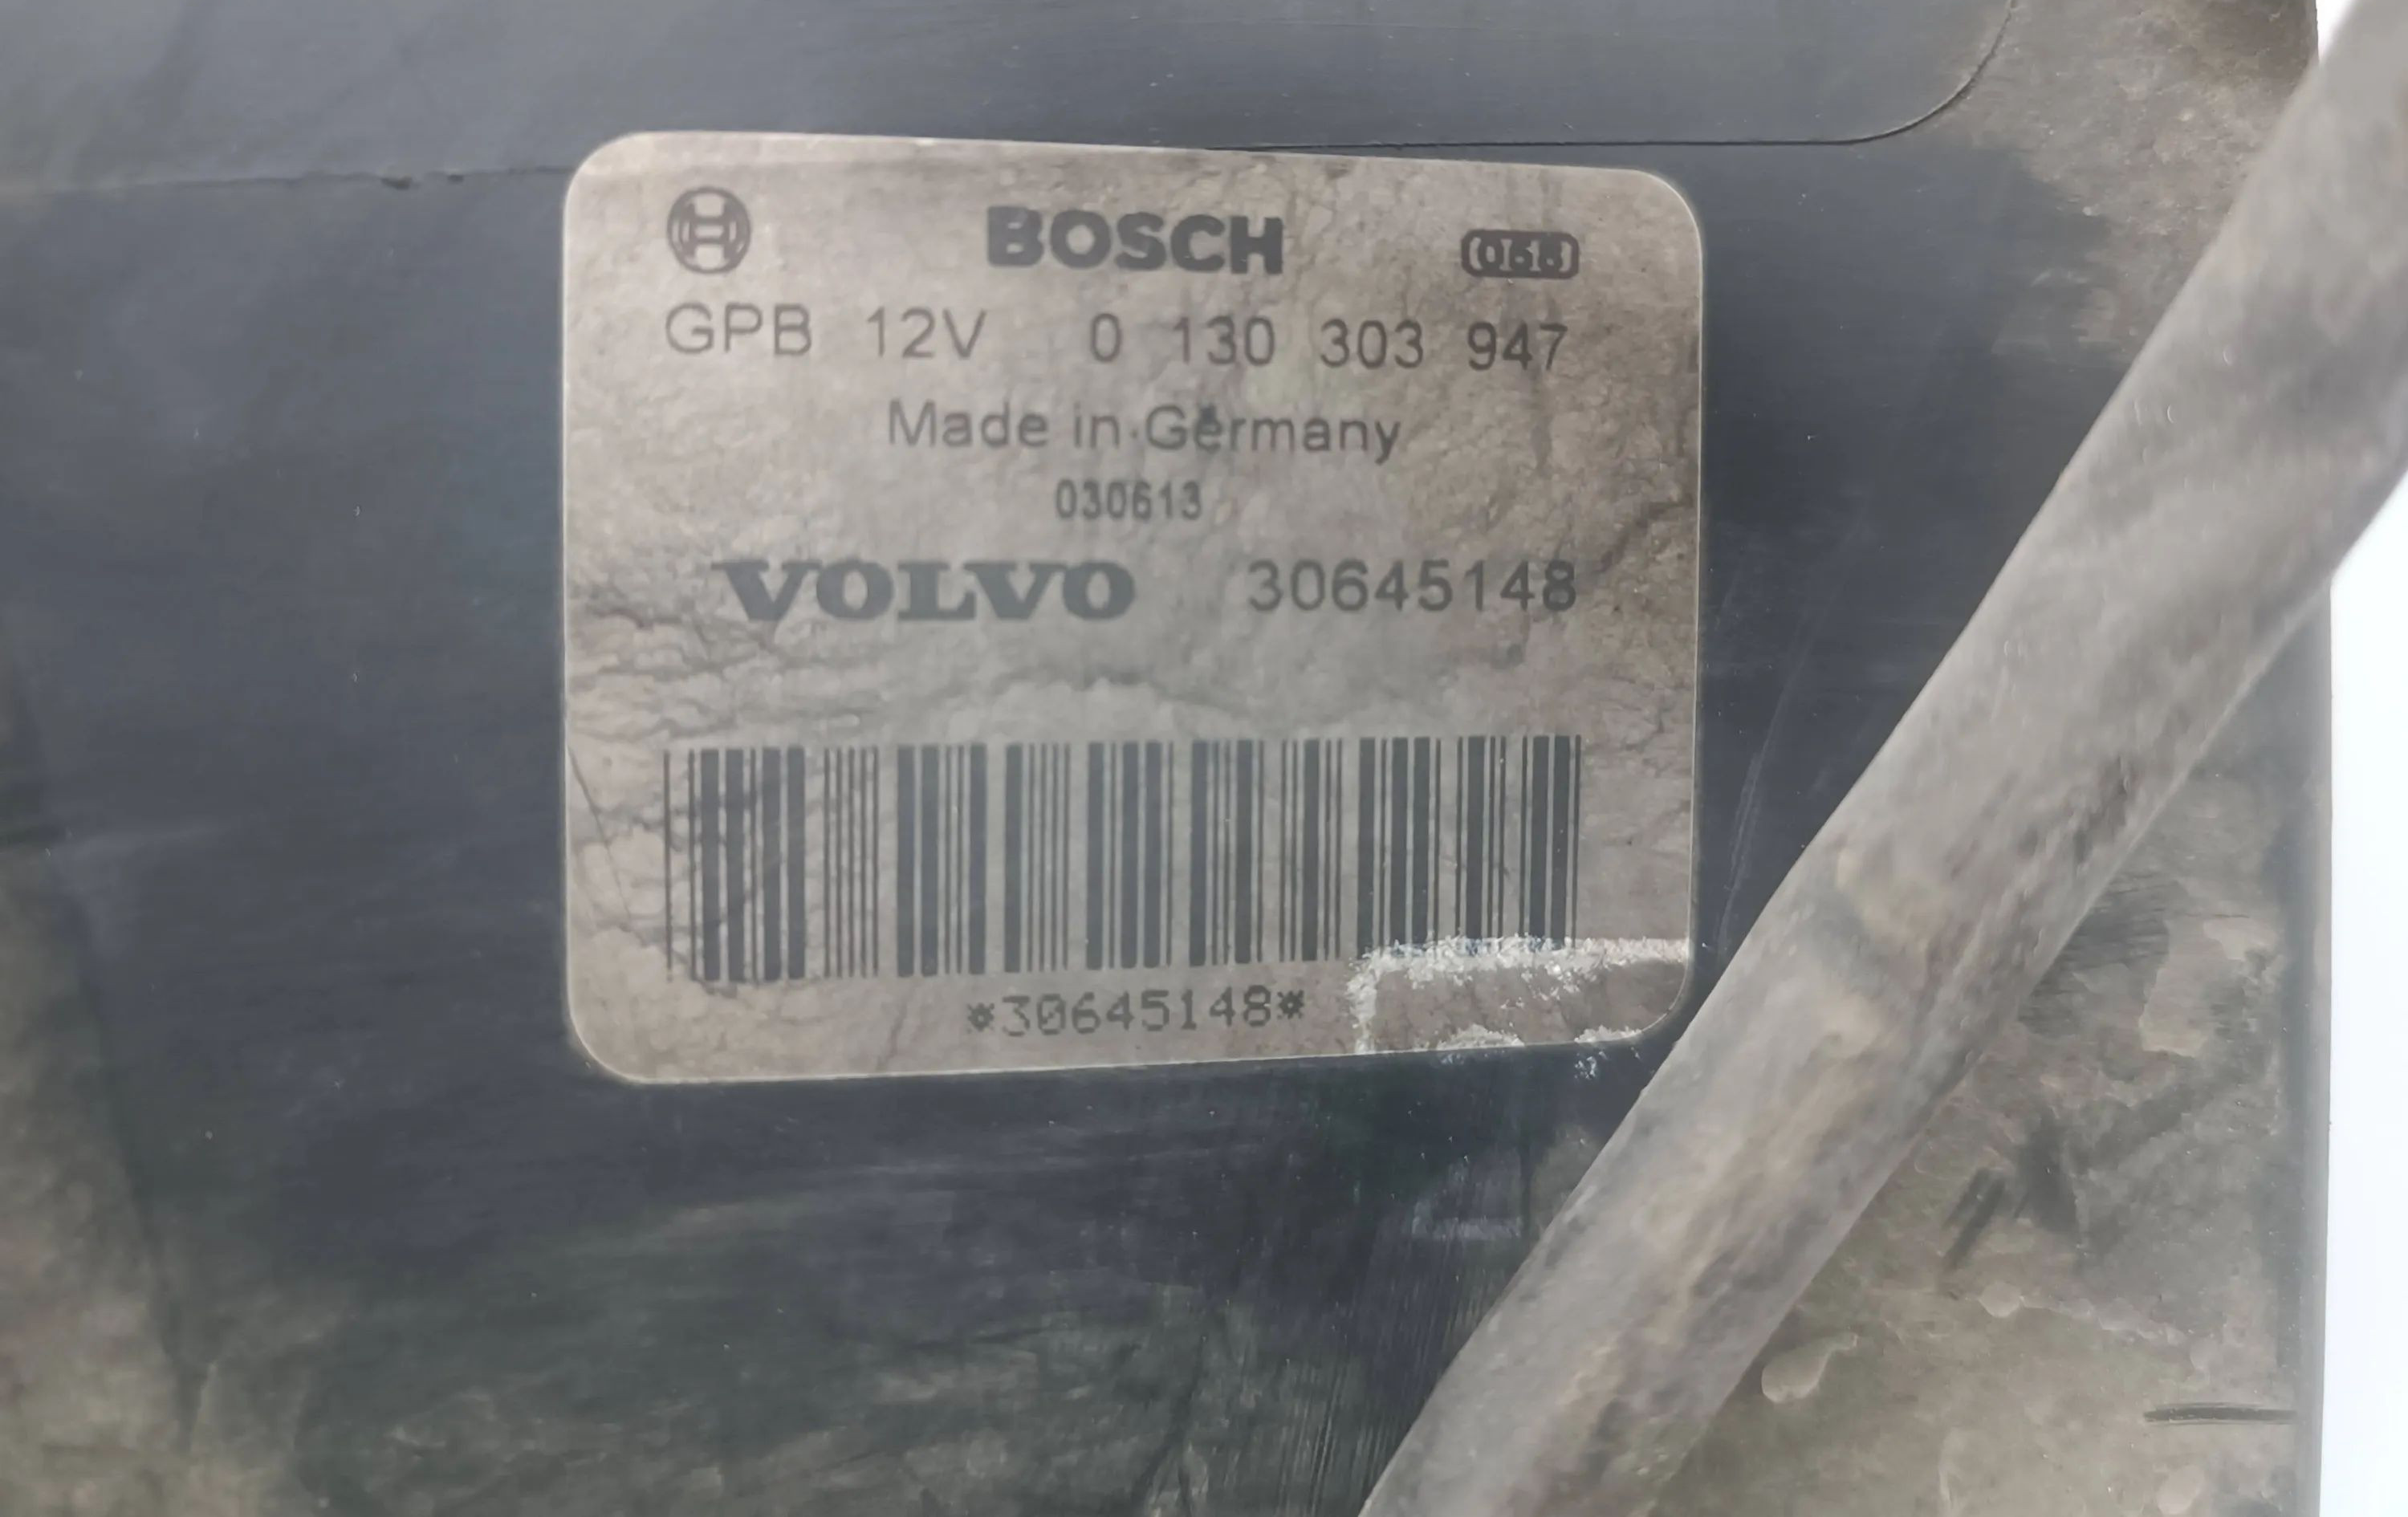 BOSCH
GPB 12V 0 130 303 947
Made in Germany
030613
VOLVO 30645148
*30645148*